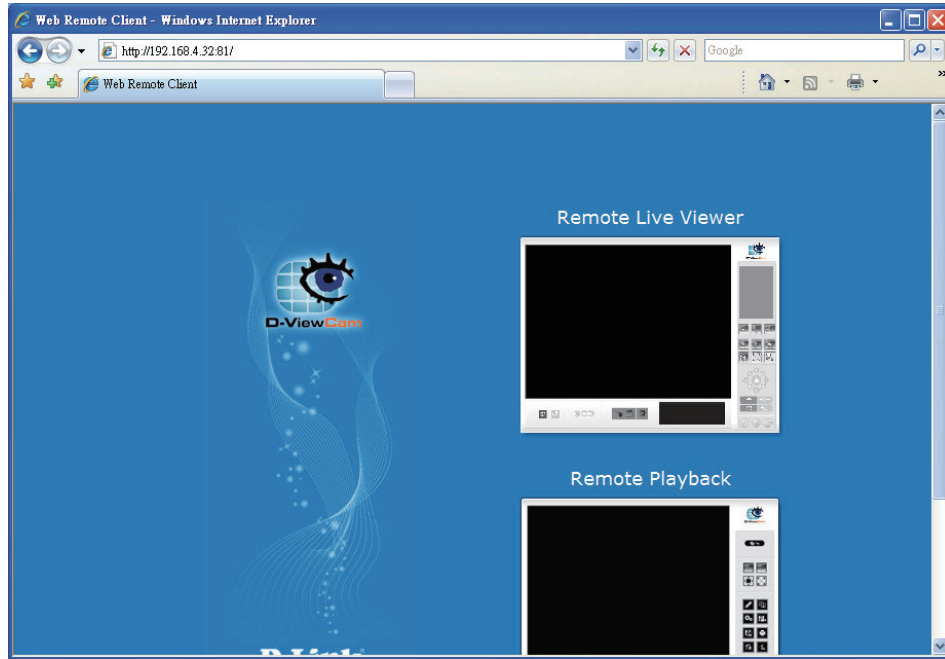 Web Remote Client - Windows Internet Explorer
http://192.168.4.32:81/
Google
Web Remote Client
Remote Live Viewer
D-ViewCam
Remote Playback
D-Link